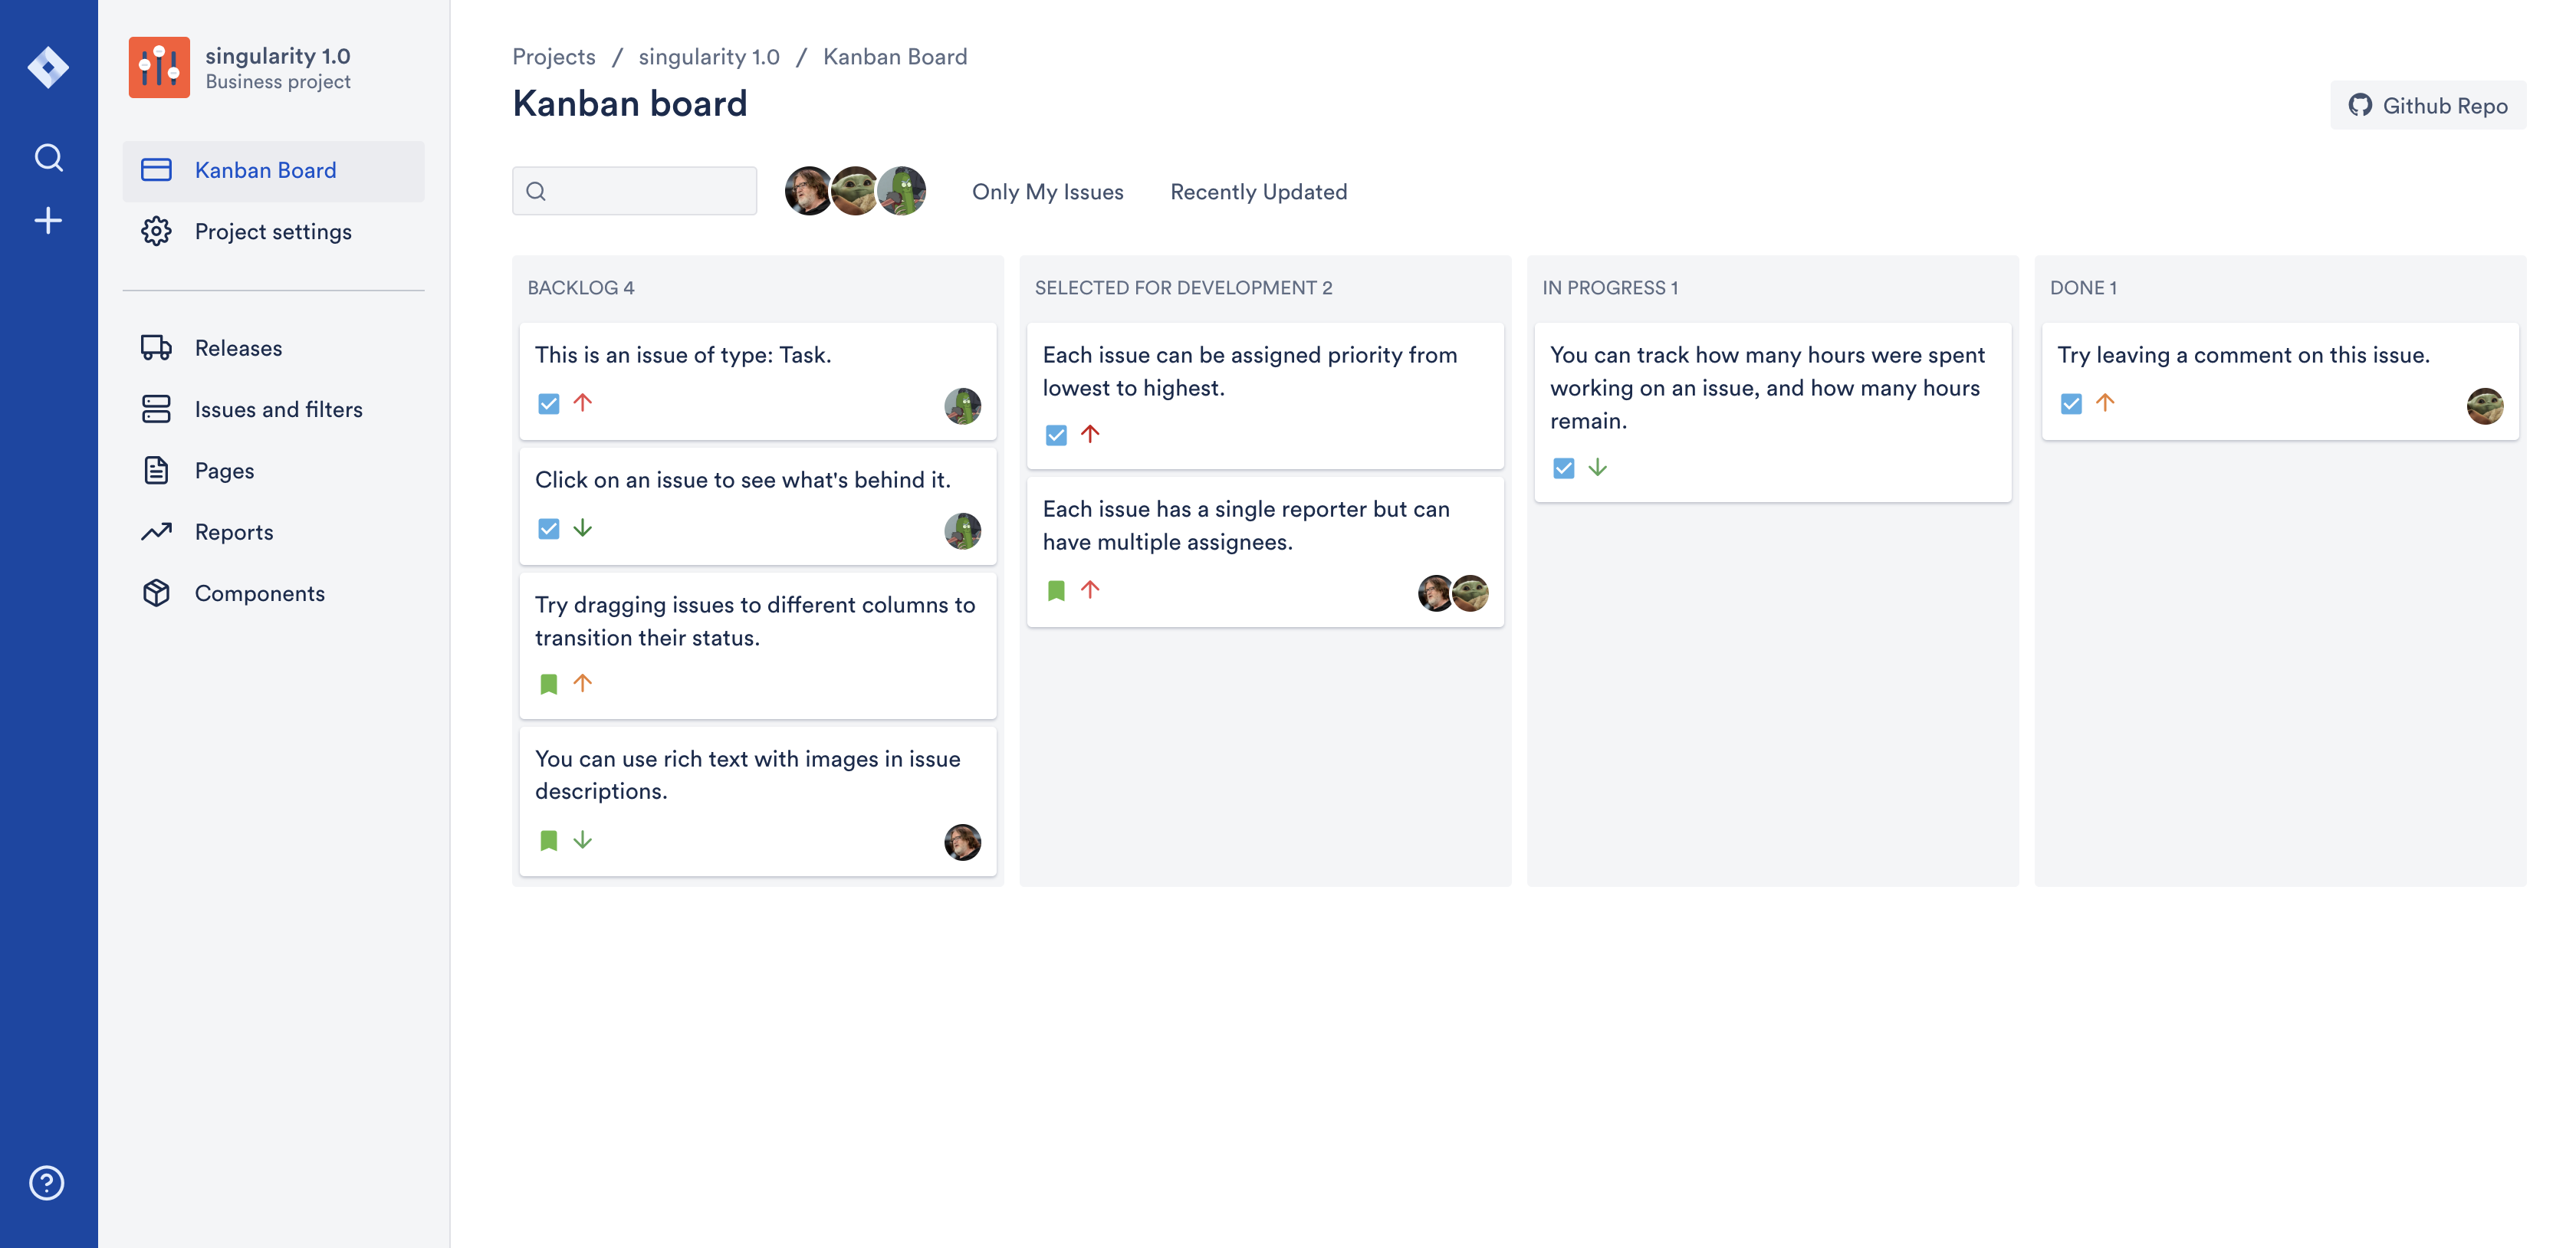 singularity 1.0
Business project
Kanban Board
Project settings
Releases
Issues and filters
Pages
Reports
Components
Projects / singularity 1.0 / Kanban Board
Kanban board
Github Repo
Only My Issues
Recently Updated
BACKLOG 4
This is an issue of type: Task.
Click on an issue to see what's behind it.
Try dragging issues to different columns to
transition their status.
You can use rich text with images in issue
descriptions.
SELECTED FOR DEVELOPMENT 2
Each issue can be assigned priority from
lowest to highest.
Each issue has a single reporter but can
have multiple assignees.
IN PROGRESS 1
You can track how many hours were spent
working on an issue, and how many hours
remain.
DONE 1
Try leaving a comment on this issue.